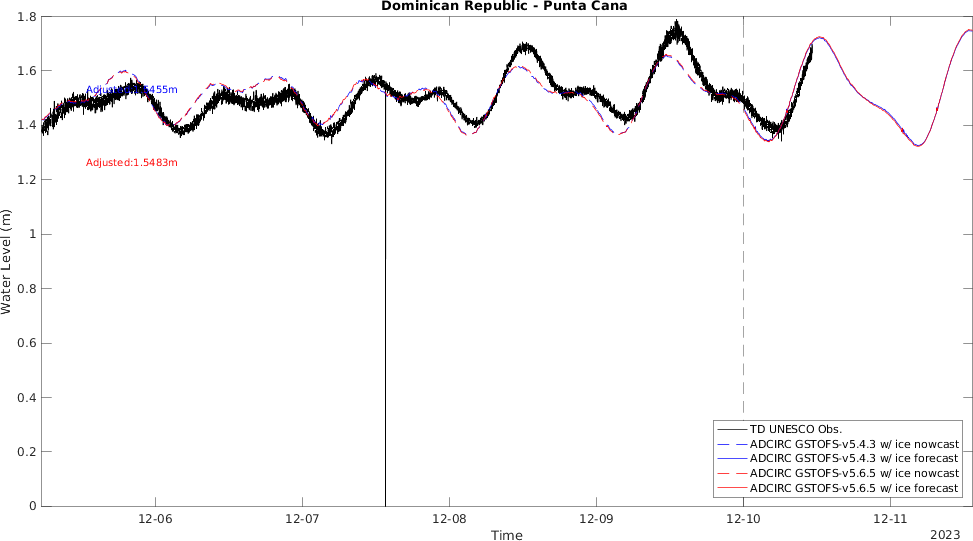 Dominican Republic - Punta Cana
1.8
1.6
1.4
1.2
1
0.8
0.6
0.4
0.2
0
Water Level (m)
Adjusted:1.5455m
Adjusted:1.5483m
TD UNESCO Obs.
ADCIRC GSTOFS-v5.4.3 w/ ice nowcast
ADCIRC GSTOFS-v5.4.3 w/ ice forecast
ADCIRC GSTOFS-v5.6.5 w/ ice nowcast
ADCIRC GSTOFS-v5.6.5 w/ ice forecast
12-06
12-07
12-08
12-09
12-10
12-11
Time
2023